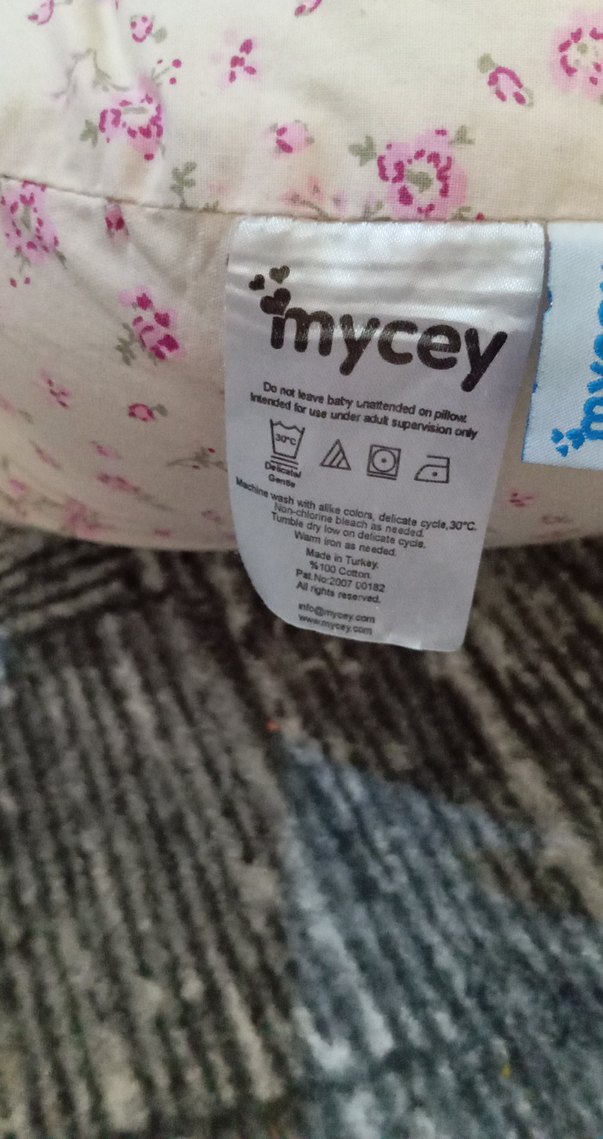 mycey
Do not leave baby unattended on pillow.
Intended for use under adult supervision only
30°C
Delicate/
Gentle
Machine wash with alike colors, delicate cycle, 30°C.
Non-chlorine bleach as needed.
Tumble dry low on delicate cycle.
Warm iron as needed.
Made in Turkey.
%100 Cotton.
Pat.No:2007 00182
All rights reserved.
info@mycey.com
www.mycey.com